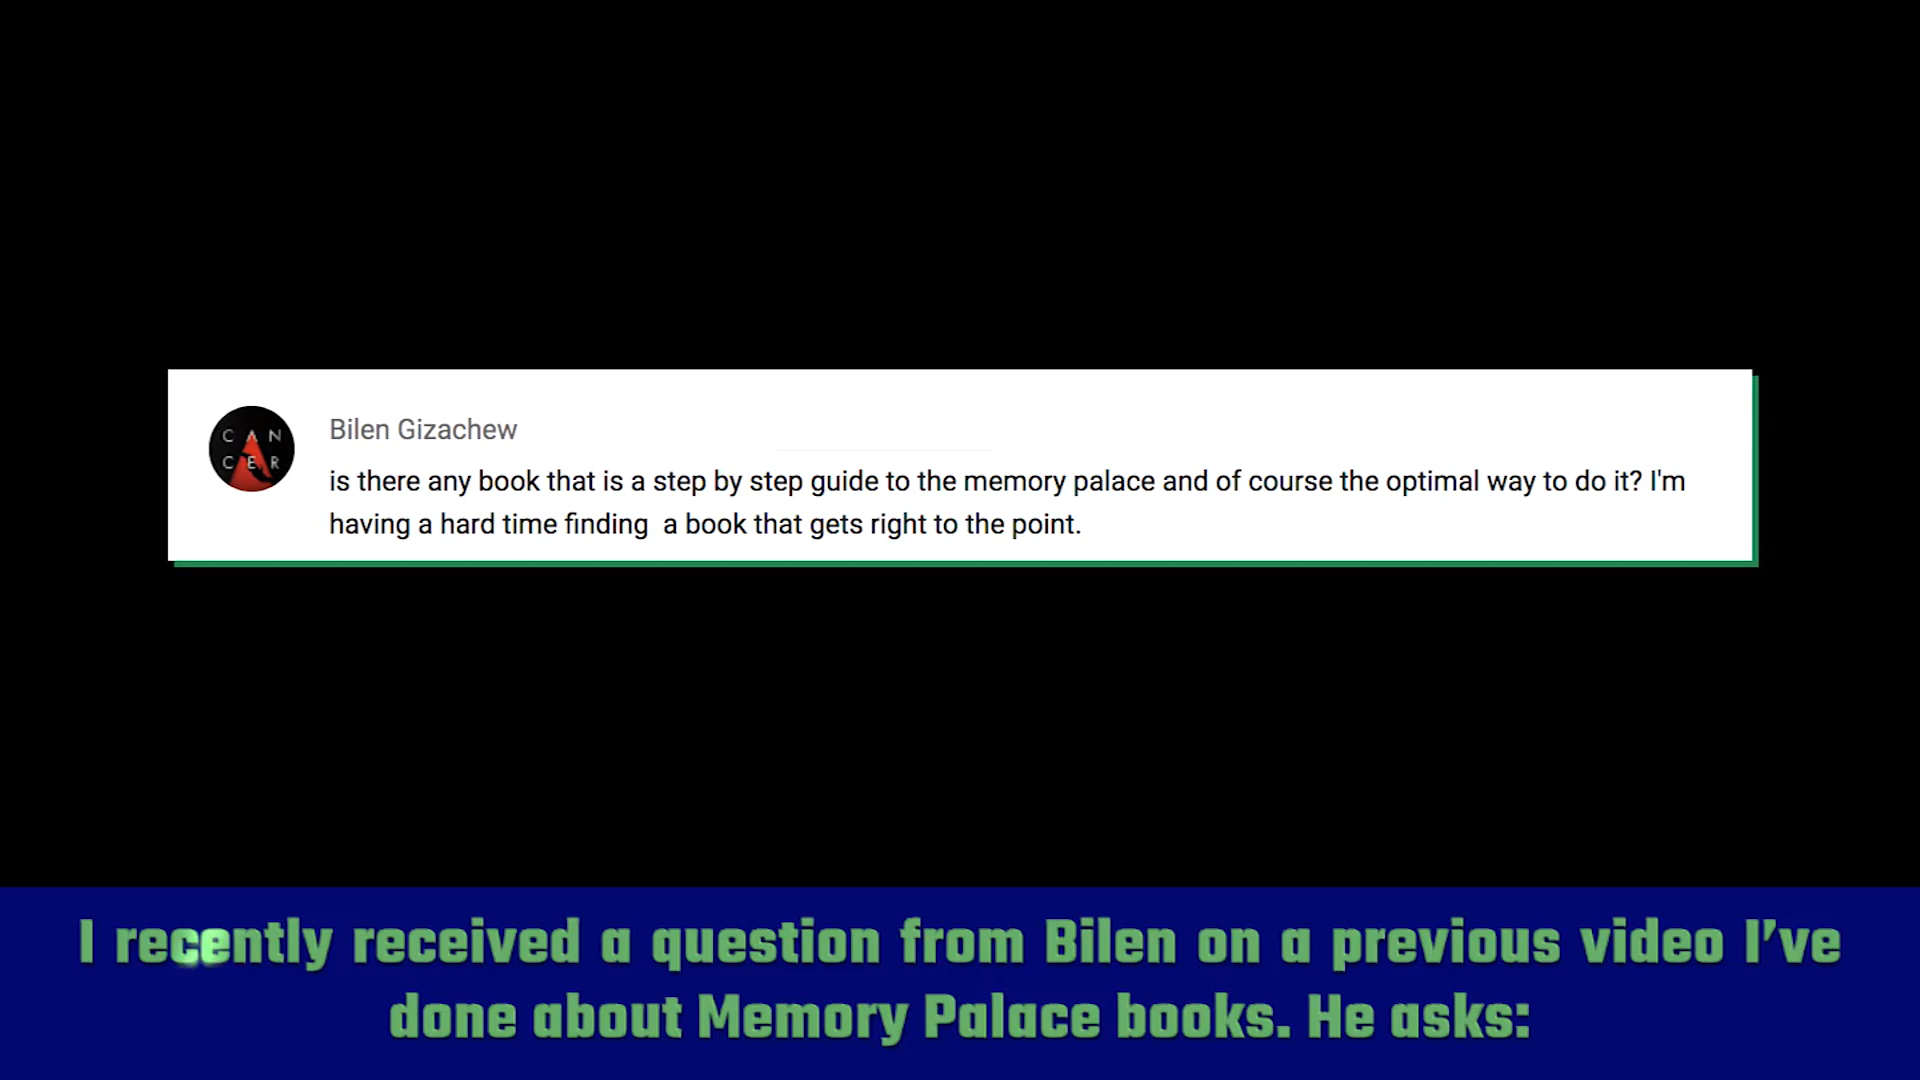 CAN
CER
Bilen Gizachew
is there any book that is a step by step guide to the memory palace and of course the optimal way to do it? I'm
having a hard time finding  a book that gets right to the point.
I recently received a question from Bilen on a previous video I’ve
done about Memory Palace books. He asks: